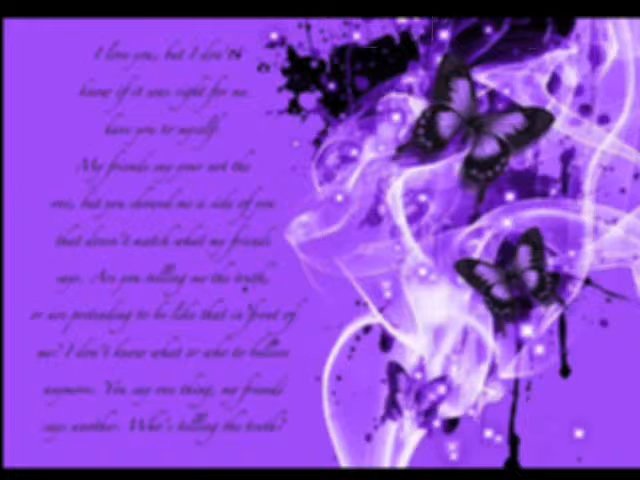 I love you, but I don't
know if it was right for me
have you to myself.
My friends say your not the
one, but you showed me a side of you
that doesn't match what my friends
says. Are you telling me the truth,
or are pretending to be like that in front of
me? I don't know what or who to believe
anymore. You say one thing, my friends
says another. Who's telling the truth?